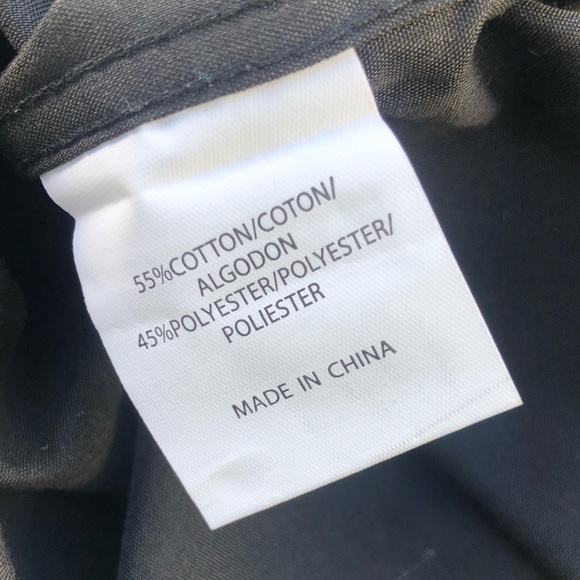 55%COTTON/COTON/
ALGODON
45%POLYESTER/POLYESTER/
POLIESTER
MADE IN CHINA